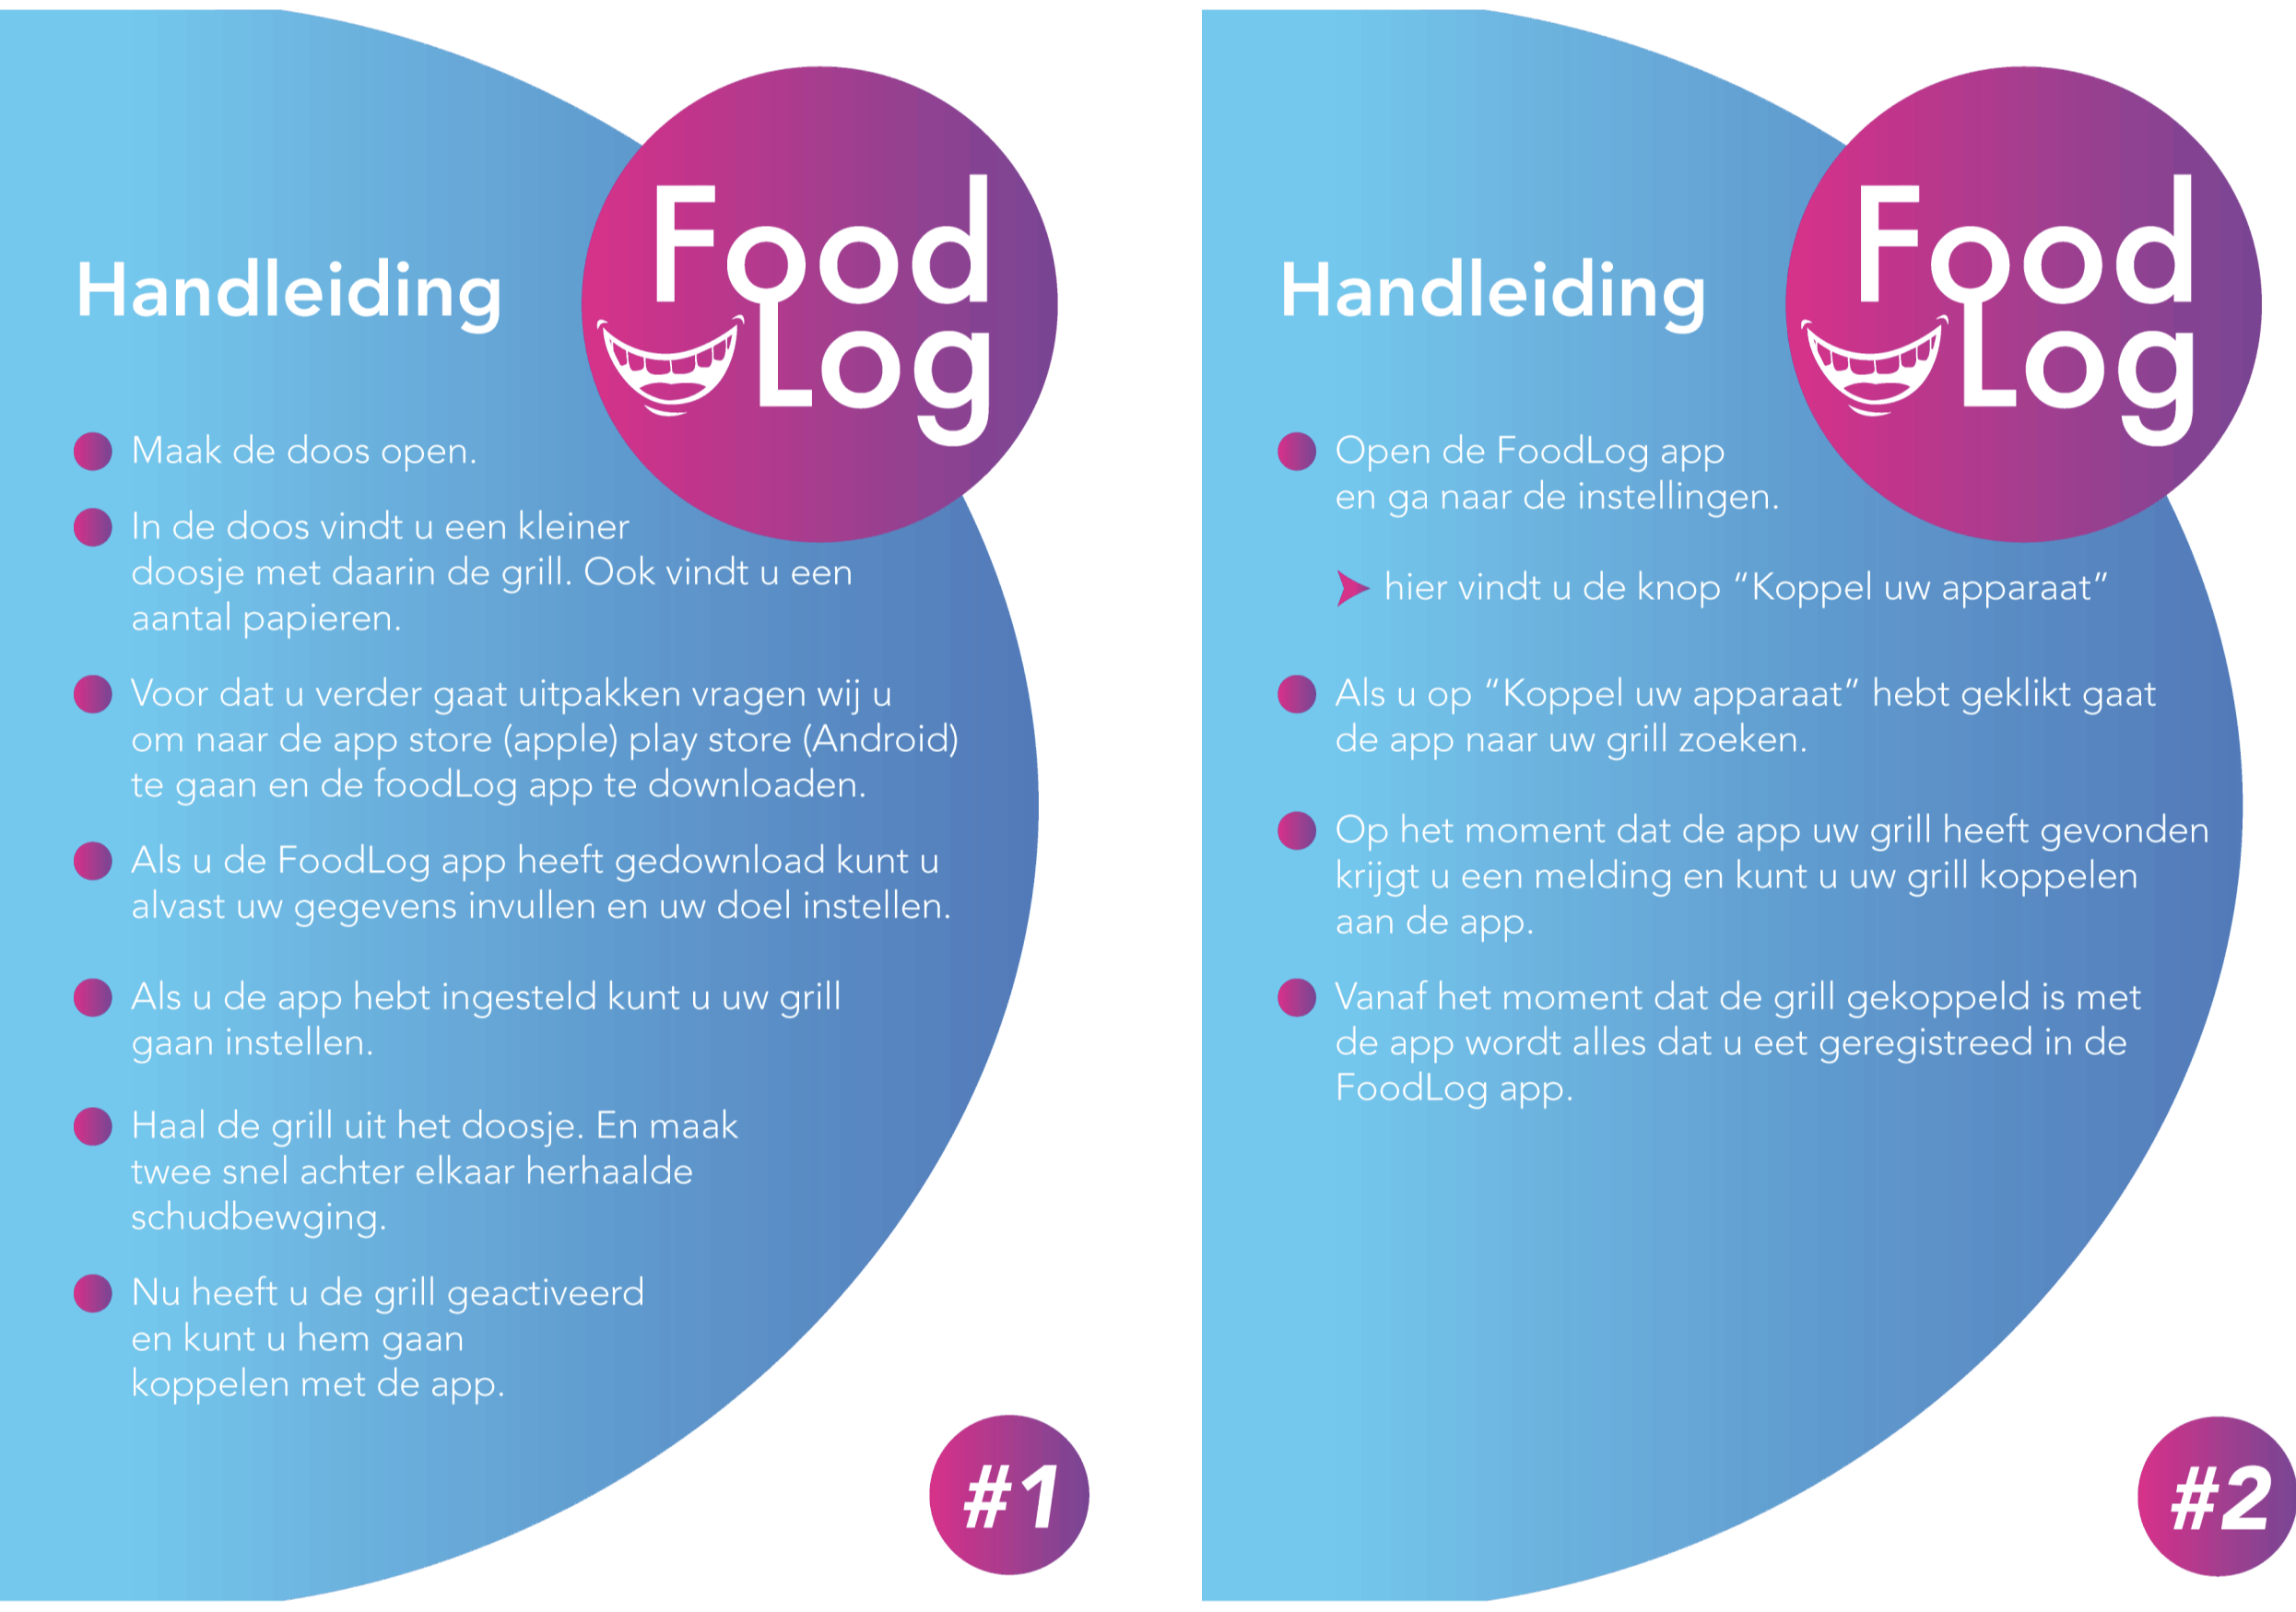 Handleiding
Food
Log
Maak de doos open.
In de doos vindt u een kleiner
doosje met daarin de grill. Ook vindt u een
aantal papieren.
Voor dat u verder gaat uitpakken vragen wij u
om naar de app store (apple) play store (Android)
te gaan en de foodLog app te downloaden.
Als u de FoodLog app heeft gedownload kunt u
alvast uw gegevens invullen en uw doel instellen.
Als u de app hebt ingesteld kunt u uw grill
gaan instellen.
Haal de grill uit het doosje. En maak
twee snel achter elkaar herhaalde
schudbewging.
Nu heeft u de grill geactiveerd
en kunt u hem gaan
koppelen met de app.
#1
Handleiding
Food
Log
Open de FoodLog app
en ga naar de instellingen.
hier vindt u de knop “Koppel uw apparaat”
Als u op “Koppel uw apparaat” hebt geklikt gaat
de app naar uw grill zoeken.
Op het moment dat de app uw grill heeft gevonden
krijgt u een melding en kunt u uw grill koppelen
aan de app.
Vanaf het moment dat de grill gekoppeld is met
de app wordt alles dat u eet geregistreed in de
FoodLog app.
#2